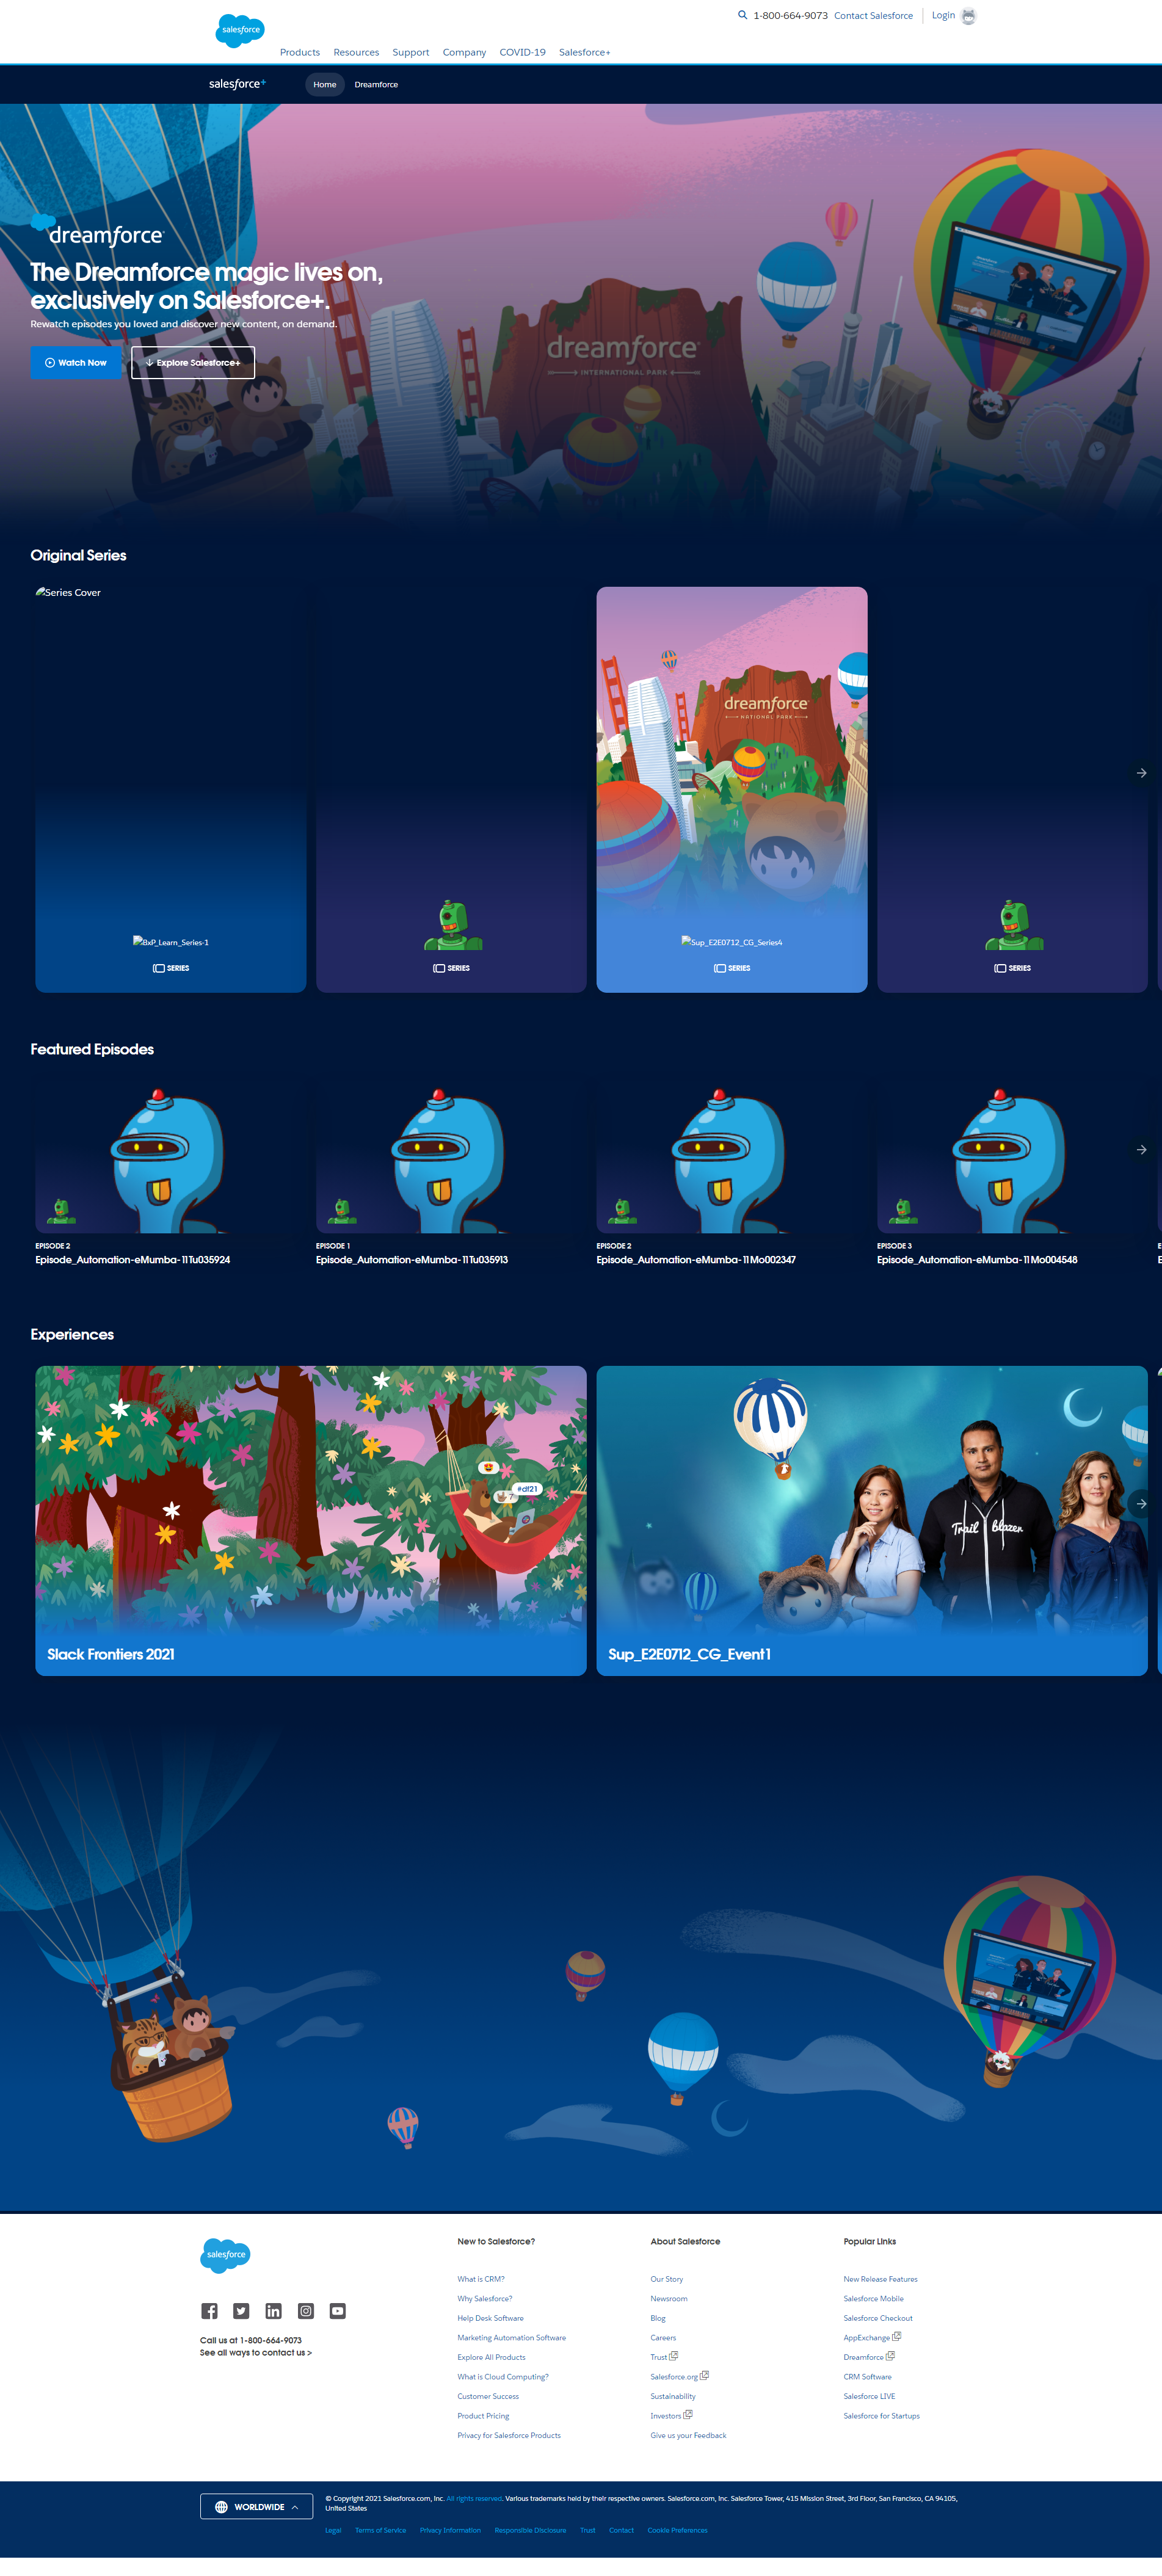 1-800-664-9073 Contact Salesforce Login
salesforce
Products Resources Support Company COVID-19 Salesforce+
salesforce+ Home Dreamforce
dreamforce
The Dreamforce magic lives on,
exclusively on Salesforce+.
Rewatch episodes you loved and discover new content, on demand.
Watch Now Explore Salesforce+
dreamforce
INTERNATIONAL PARK
Original Series
Series Cover
dreamforce
NATIONAL PARK
BxP_Learn_Series-1 Sup_E2E0712_CG_Series4
SERIES SERIES SERIES SERIES
Featured Episodes
EPISODE 2 EPISODE 1 EPISODE 2 EPISODE 3
Episode_Automation-eMumba-11Tu035924 Episode_Automation-eMumba-11Tu035913 Episode_Automation-eMumba-11Mo002347 Episode_Automation-eMumba-11Mo004548
Experiences
#df21
7
Trailblazer
Slack Frontiers 2021 Sup_E2E0712_CG_Event1
salesforce
New to Salesforce? About Salesforce Popular Links
What is CRM? Our Story New Release Features
Why Salesforce? Newsroom Salesforce Mobile
Help Desk Software Blog Salesforce Checkout
Marketing Automation Software Careers AppExchange
Explore All Products Trust Dreamforce
What is Cloud Computing? Salesforce.org CRM Software
Customer Success Sustainability Salesforce LIVE
Product Pricing Investors Salesforce for Startups
Privacy for Salesforce Products Give us your Feedback
Call us at 1-800-664-9073
See all ways to contact us >
WORLDWIDE
© Copyright 2021 Salesforce.com, inc. All rights reserved. Various trademarks held by their respective owners. Salesforce.com, inc. Salesforce Tower, 415 Mission Street, 3rd Floor, San Francisco, CA 94105,
United States
Legal Terms of Service Privacy Information Responsible Disclosure Trust Contact Cookie Preferences